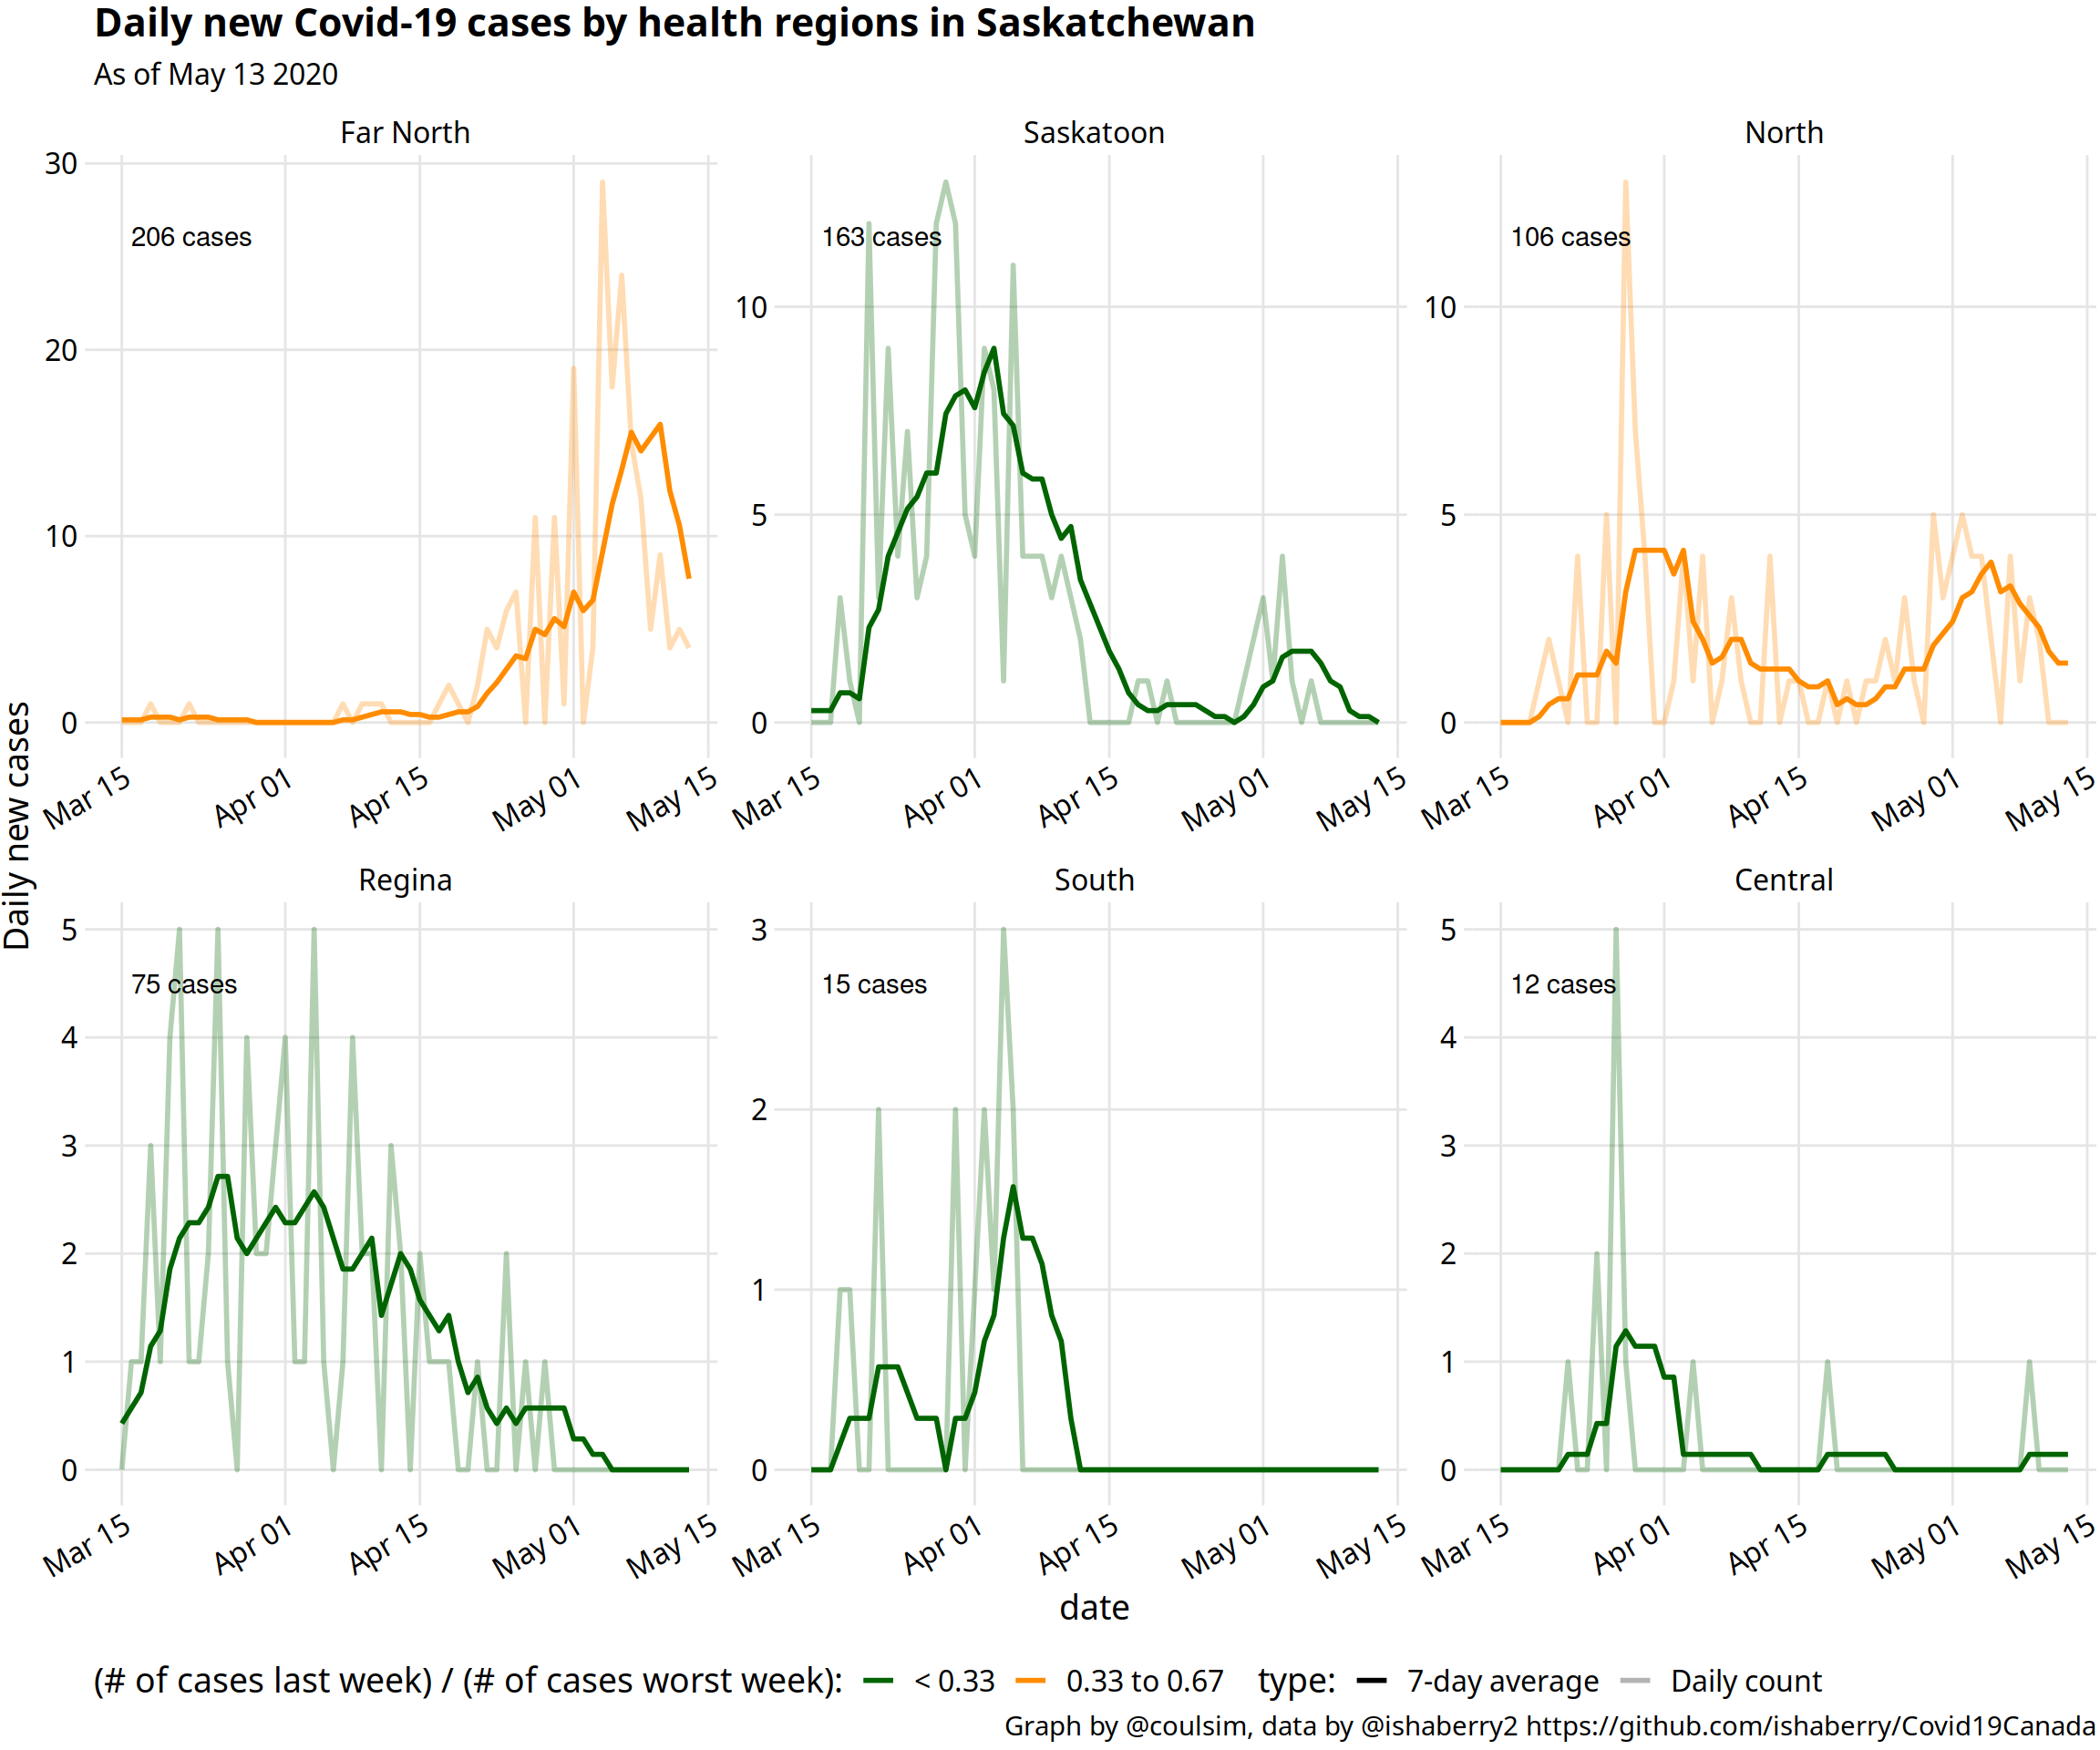 Daily new Covid-19 cases by health regions in Saskatchewan
As of May 13 2020
Far North
Saskatoon
North
30
20
10
0
206 cases
10
5
0
163 cases
10
5
0
106 cases
Mar 15 Apr 01 Apr 15 May 01 May 15
Mar 15 Apr 01 Apr 15 May 01 May 15
Mar 15 Apr 01 Apr 15 May 01 May 15
Daily new cases
Regina
South
Central
5
4
3
2
1
0
75 cases
3
2
1
0
15 cases
5
4
3
2
1
0
12 cases
Mar 15 Apr 01 Apr 15 May 01 May 15
Mar 15 Apr 01 Apr 15 May 01 May 15
Mar 15 Apr 01 Apr 15 May 01 May 15
date
(# of cases last week) / (# of cases worst week): < 0.33 0.33 to 0.67 type: 7-day average Daily count
Graph by @coulsim, data by @ishaberry2 https://github.com/ishaberry/Covid19Canada